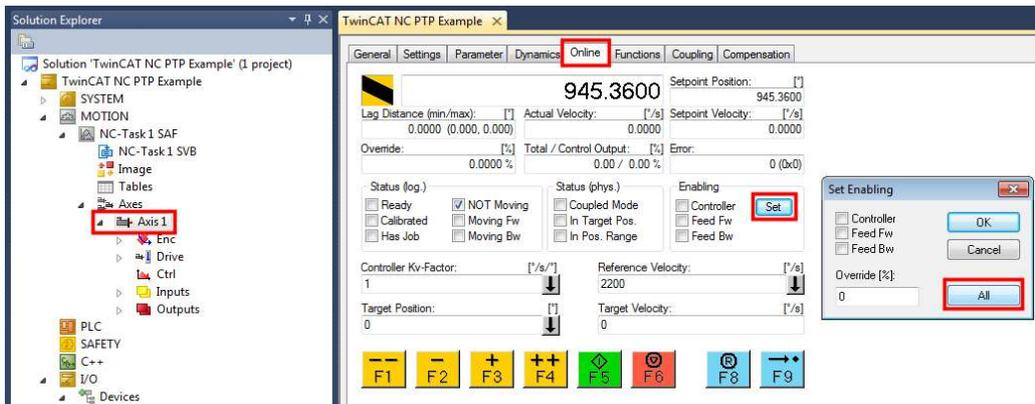 Solution Explorer
Solution 'TwinCAT NC PTP Example' (1 project)
TwinCAT NC PTP Example
SYSTEM
MOTION
NC-Task 1 SAF
NC-Task 1 SVB
Image
Tables
Axes
Axis 1
Enc
Drive
Ctrl
Inputs
Outputs
PLC
SAFETY
C++
I/O
Devices
TwinCAT NC PTP Example
General Settings Parameter Dynamics Online Functions Coupling Compensation
945.3600
Setpoint Position: [°]
945.3600
Lag Distance (min/max): [°] Actual Velocity: [°/s] Setpoint Velocity: [°/s]
0.0000 (0.000, 0.000) 0.0000 0.0000
Override: [%] Total / Control Output: [%] Error:
0.0000 % 0.00 / 0.00 % 0 (0x0)
Status (log.) Status (phys.) Enabling
Ready NOT Moving Coupled Mode Controller Set
Calibrated Moving Fw In Target Pos. Feed Fw
Has Job Moving Bw In Pos. Range Feed Bw
Controller Kv-Factor: [°/s/°] Reference Velocity: [°/s]
1 2200
Target Position: [°] Target Velocity: [°/s]
0 0
-- - + ++ R
F1 F2 F3 F4 F5 F6 F8 F9
Set Enabling
Controller OK
Feed Fw
Feed Bw Cancel
Override [%]:
0 All